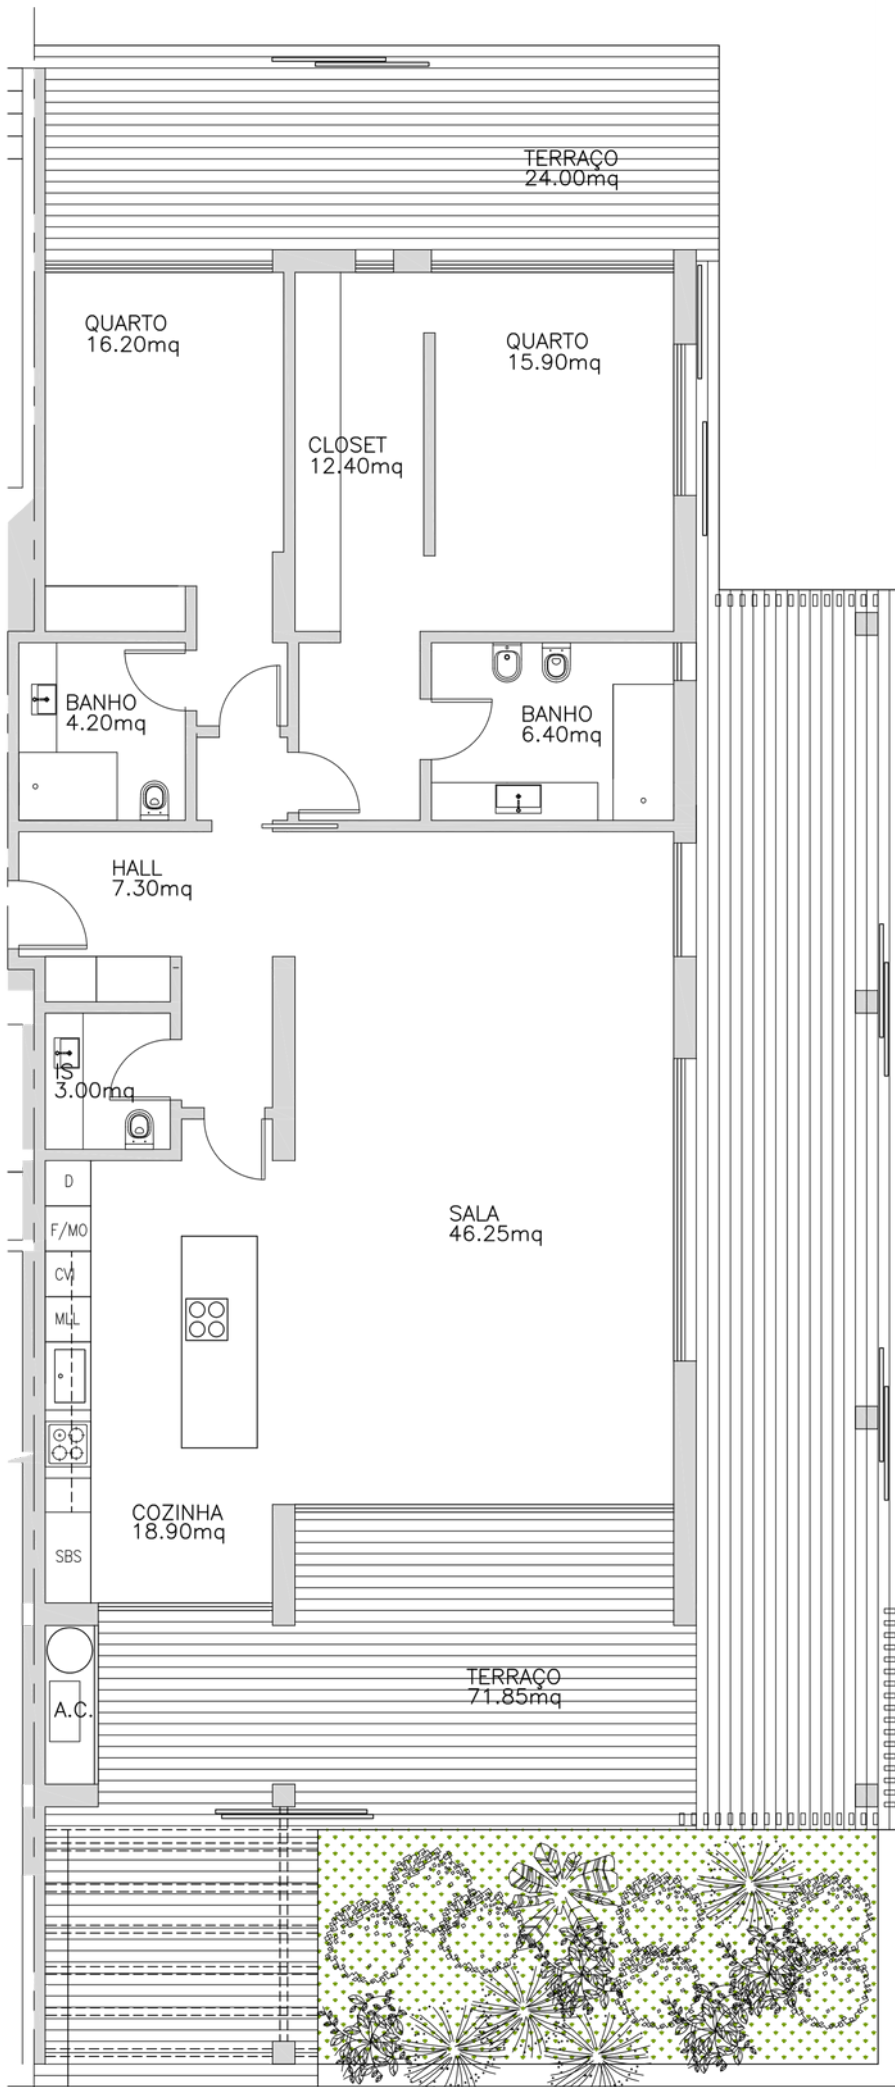 TERRAÇO
24.00mq
QUARTO
16.20mq
QUARTO
15.90mq
CLOSET
12.40mq
BANHO
4.20mq
BANHO
6.40mq
HALL
7.30mq
IS
3.00mq
D
F/MO
CVI
MLL
SALA
46.25mq
COZINHA
18.90mq
SBS
TERRAÇO
71.85mq
A.C.